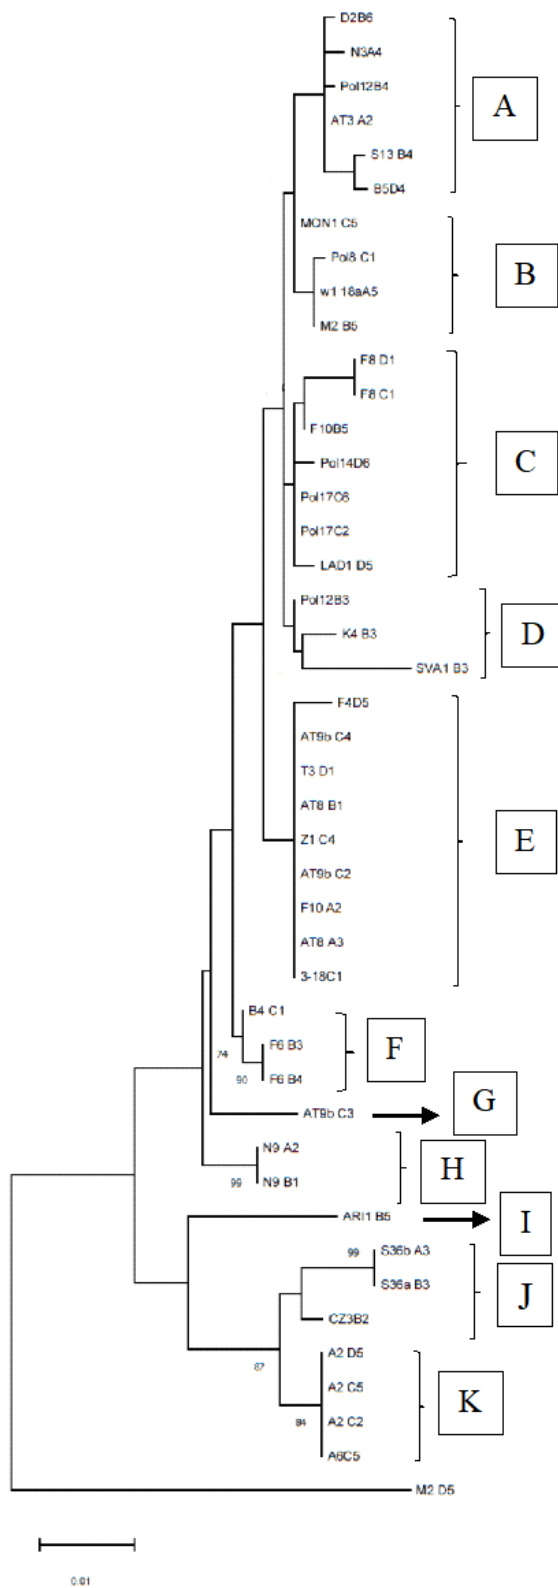 D2B6
N3A4
Pol12B4
A
AT3 A2
S13 B4
B5D4
MON1 C5
Pol8 C1
B
w1 18aA5
M2 B5
F8 D1
F8 C1
F10B5
C
Pol14D6
Pol17C6
Pol17C2
LAD1 D5
Pol12B3
K4 B3
D
SVA1 B3
F4D5
AT9b C4
T3 D1
AT8 B1
E
Z1 C4
AT9b C2
F10 A2
AT8 A3
3-18C1
B4 C1
F6 B3
F
74
90
F6 B4
AT9b C3
G
N9 A2
H
99
N9 B1
ARI1 B5
I
99
S36b A3
S36a B3
J
CZ3B2
A2 D5
87
A2 C5
K
84
A2 C2
A6C5
M2 D5
0.01